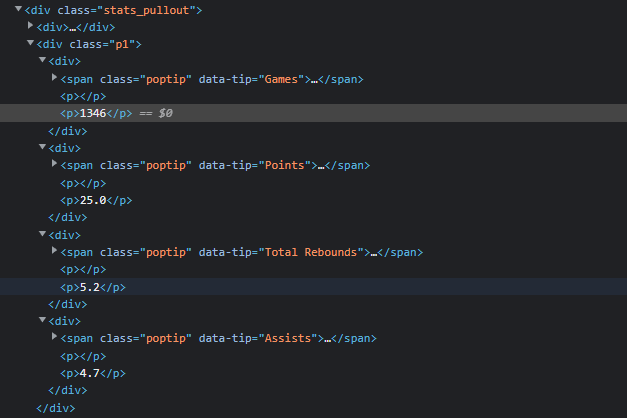 <div class="stats_pullout">
<div>…</div>
<div class="p1">
<div>
<span class="poptip" data-tip="Games">…</span>
<p></p>
<p>1346</p> == $0
</div>
<div>
<span class="poptip" data-tip="Points">…</span>
<p></p>
<p>25.0</p>
</div>
<div>
<span class="poptip" data-tip="Total Rebounds">…</span>
<p></p>
<p>5.2</p>
</div>
<div>
<span class="poptip" data-tip="Assists">…</span>
<p></p>
<p>4.7</p>
</div>
</div>